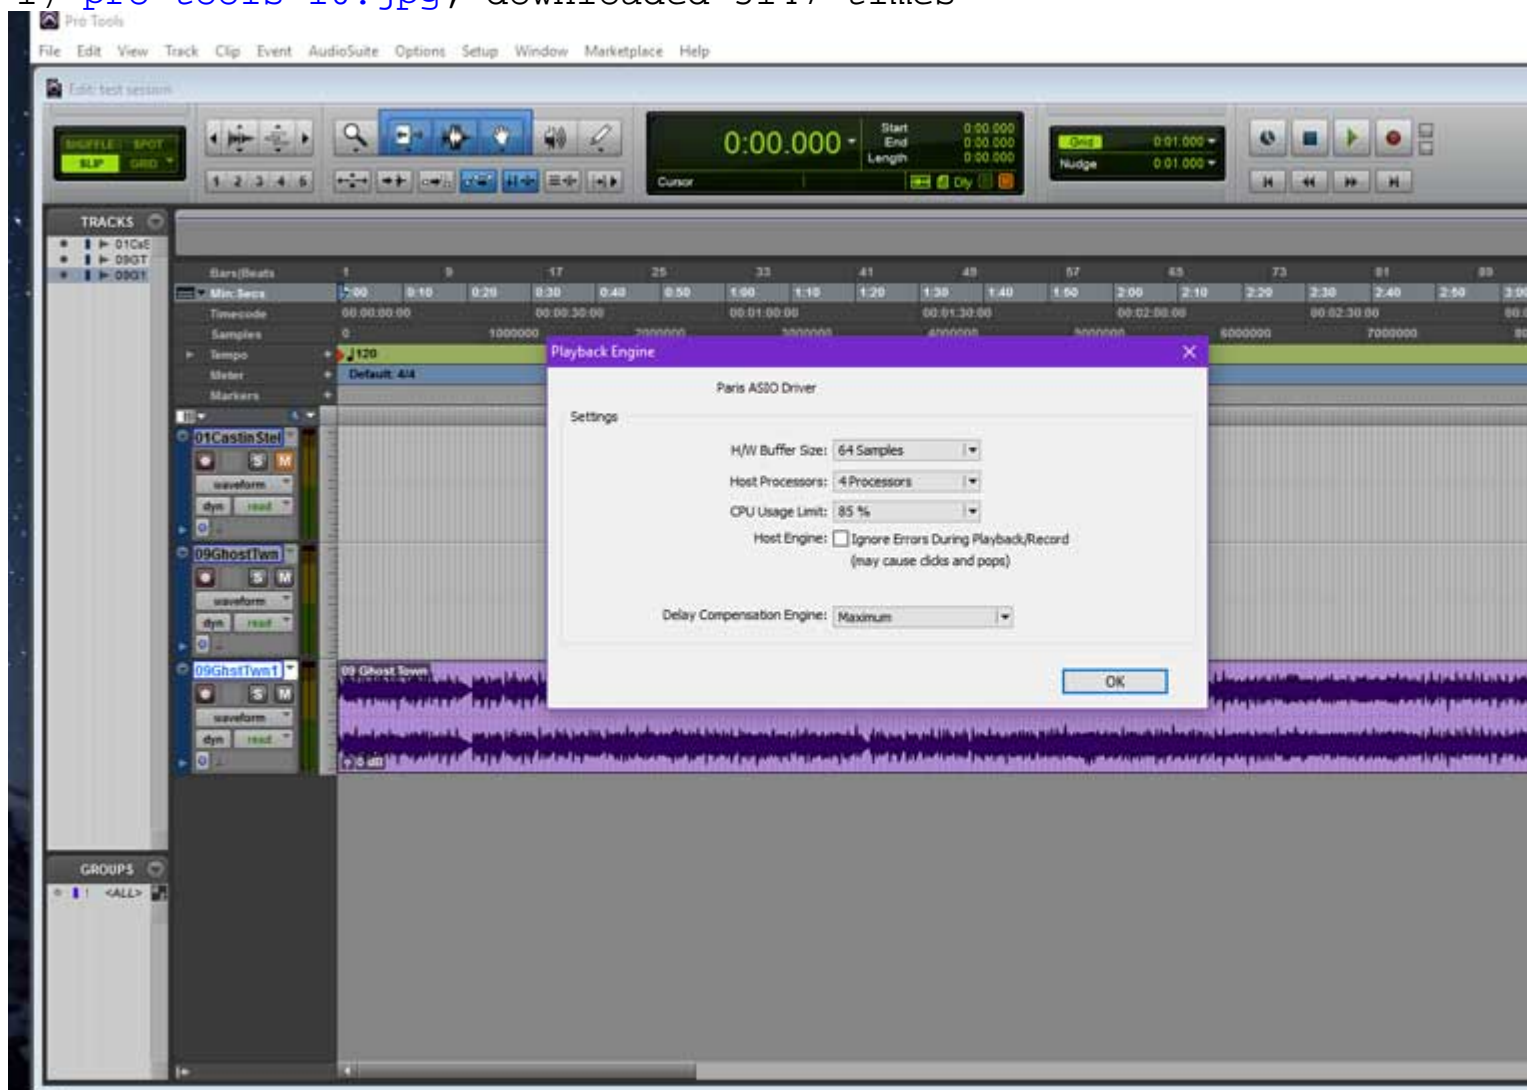 Pro Tools
File Edit View Track Clip Event AudioSuite Options Setup Window Marketplace Help
Edit: test session
SHUFFLE SPOT
SLIP GRID
1 2 3 4 5
0:00.000
Start 0:00.000
End 0:00.000
Length 0:00.000
Cursor
Dly
Grid 0:01.000
Nudge 0:01.000
TRACKS
01CsS
09GT
09G1
Bars|Beats 1 9 17 25 33 41 49 57 65 73 81 89
Min:Secs 0:00 0:10 0:20 0:30 0:40 0:50 1:00 1:10 1:20 1:30 1:40 1:50 2:00 2:10 2:20 2:30 2:40 2:50 3:00
Timecode 00:00:00:00 00:00:30:00 00:01:00:00 00:01:30:00 00:02:00:00 00:02:30:00
Samples 0 1000000 2000000 3000000 4000000 5000000 6000000 7000000
Tempo 120
Meter Default: 4/4
Markers
Playback Engine
Paris ASIO Driver
Settings
H/W Buffer Size: 64 Samples
Host Processors: 4 Processors
CPU Usage Limit: 85 %
Host Engine: Ignore Errors During Playback/Record
(may cause clicks and pops)
Delay Compensation Engine: Maximum
OK
01CastinStel
S M
waveform
dyn read
09GhostTwn
S M
waveform
dyn read
09GhstTwn1
S M
waveform
dyn read
09 Ghost Town
0 dB
GROUPS
! <ALL>